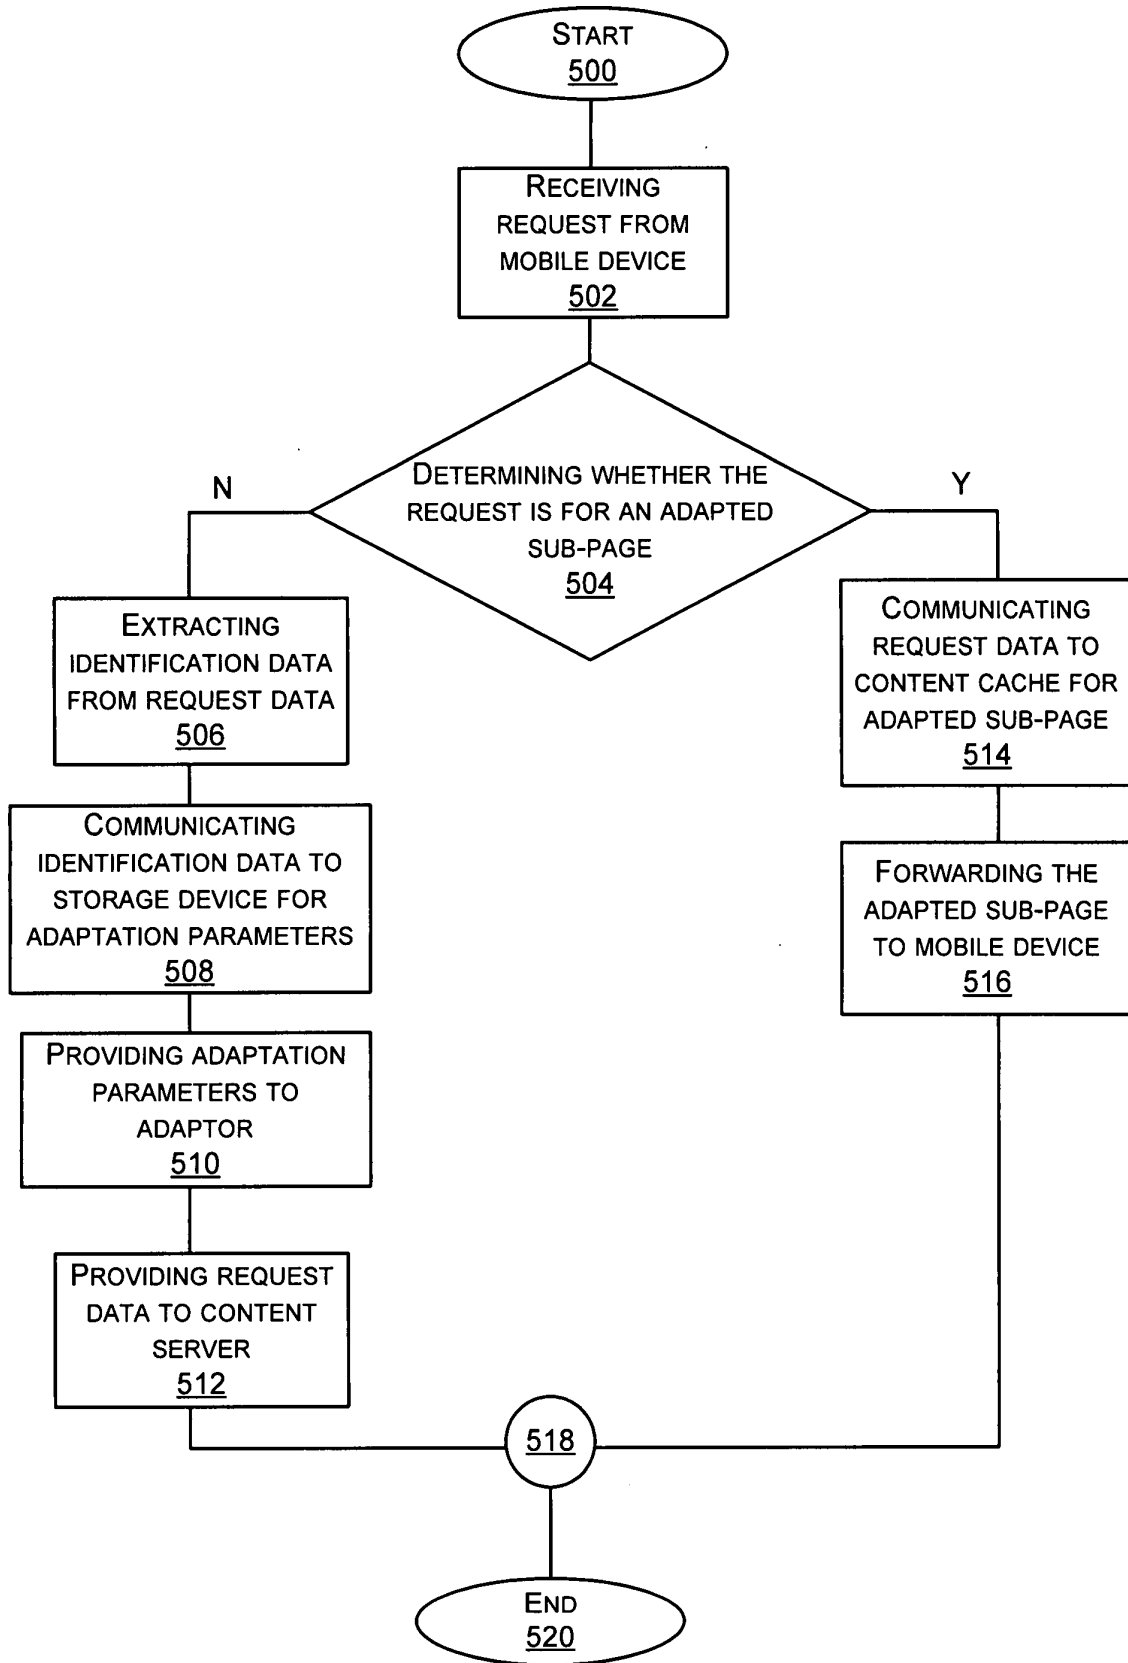 START
500
RECEIVING
REQUEST FROM
MOBILE DEVICE
502
DETERMINING WHETHER THE
REQUEST IS FOR AN ADAPTED
SUB-PAGE
504
N
Y
EXTRACTING
IDENTIFICATION DATA
FROM REQUEST DATA
506
COMMUNICATING
IDENTIFICATION DATA TO
STORAGE DEVICE FOR
ADAPTATION PARAMETERS
508
PROVIDING ADAPTATION
PARAMETERS TO
ADAPTOR
510
PROVIDING REQUEST
DATA TO CONTENT
SERVER
512
COMMUNICATING
REQUEST DATA TO
CONTENT CACHE FOR
ADAPTED SUB-PAGE
514
FORWARDING THE
ADAPTED SUB-PAGE
TO MOBILE DEVICE
516
518
END
520